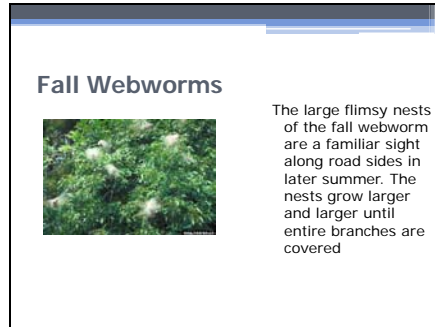 Fall Webworms
The large flimsy nests
of the fall webworm
are a familiar sight
along road sides in
later summer. The
nests grow larger
and larger until
entire branches are
covered